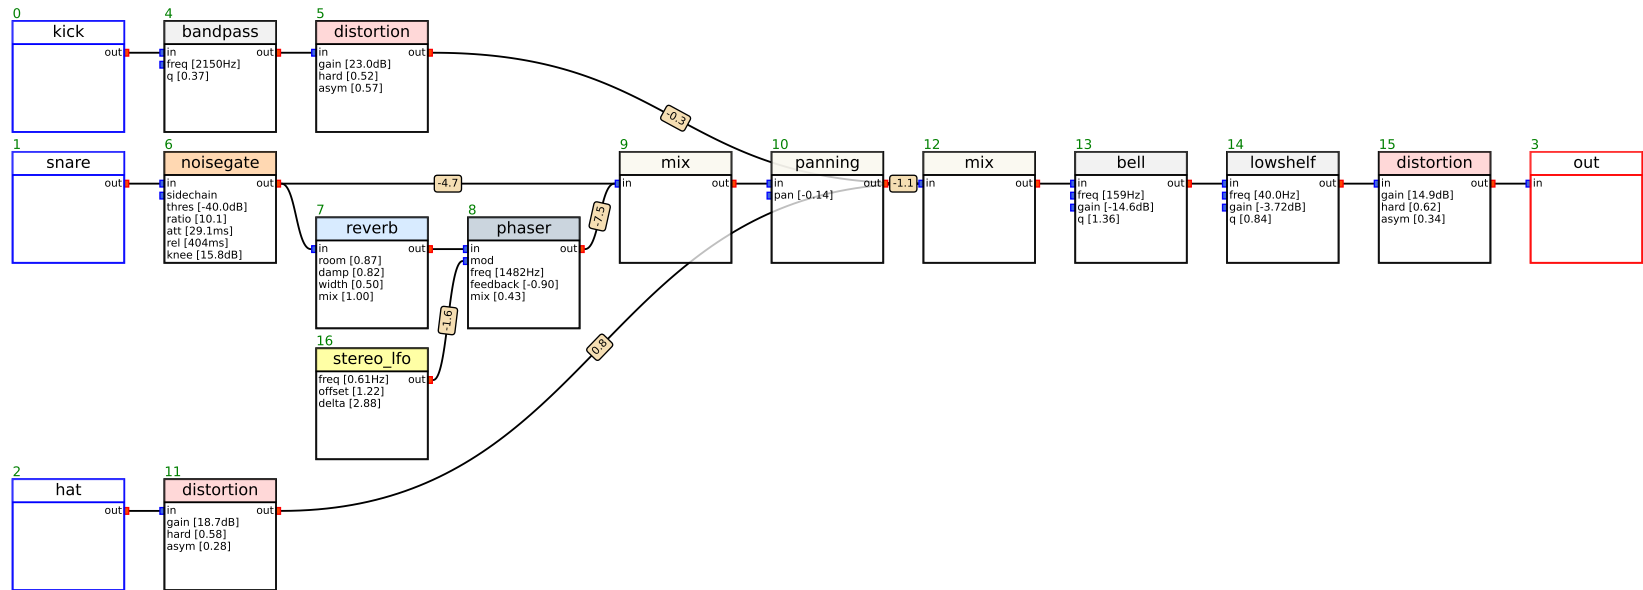 0
kick
out
4
bandpass
in out
freq [2150Hz]
q [0.37]
5
distortion
in out
gain [23.0dB]
hard [0.52]
asym [0.57]
-0.3
1
snare
out
6
noisegate
in out
sidechain
thres [-40.0dB]
ratio [10.1]
att [29.1ms]
rel [404ms]
knee [15.8dB]
-4.7
7
reverb
in out
room [0.87]
damp [0.82]
width [0.50]
mix [1.00]
8
phaser
in out
mod
freq [1482Hz]
feedback [-0.90]
mix [0.43]
-7.5
-1.6
16
stereo_lfo
freq [0.61Hz] out
offset [1.22]
delta [2.88]
9
mix
in out
10
panning
in out
pan [-0.14]
-1.1
12
mix
in out
13
bell
in out
freq [159Hz]
gain [-14.6dB]
q [1.36]
14
lowshelf
in out
freq [40.0Hz]
gain [-3.72dB]
q [0.84]
15
distortion
in out
gain [14.9dB]
hard [0.62]
asym [0.34]
3
out
in
0.8
2
hat
out
11
distortion
in out
gain [18.7dB]
hard [0.58]
asym [0.28]